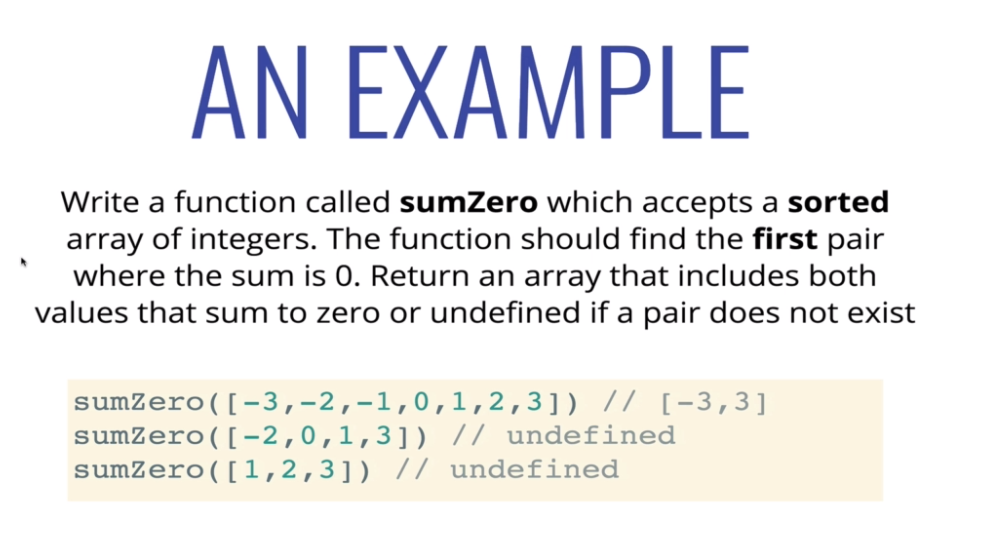 AN EXAMPLE
Write a function called sumZero which accepts a sorted
array of integers. The function should find the first pair
where the sum is 0. Return an array that includes both
values that sum to zero or undefined if a pair does not exist
sumZero([-3,-2,-1,0,1,2,3]) // [-3,3]
sumZero([-2,0,1,3]) // undefined
sumZero([1,2,3]) // undefined